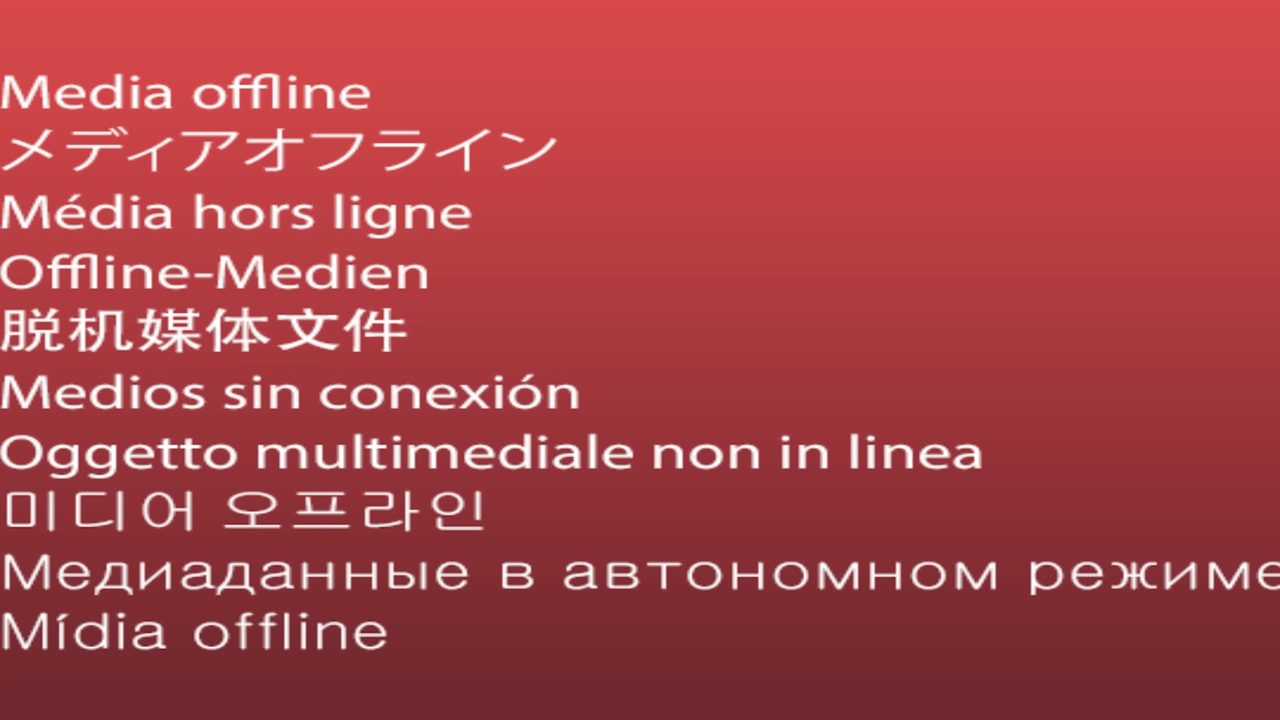 Media offline
メディアオフライン
Média hors ligne
Offline-Medien
脱机媒体文件
Medios sin conexión
Oggetto multimediale non in linea
미디어 오프라인
Медиаданные в автономном режиме
Mídia offline